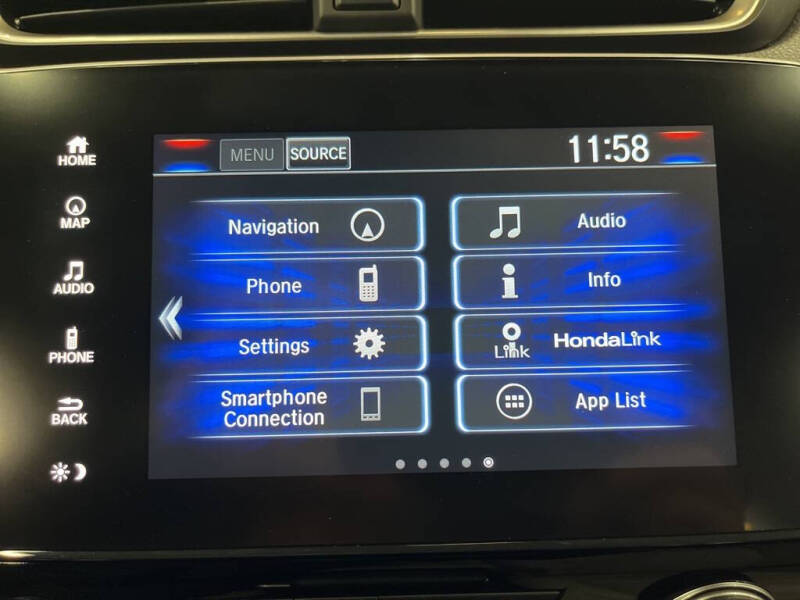 HOME
MAP
AUDIO
PHONE
BACK
MENU SOURCE 11:58
Navigation
Phone
Settings
Smartphone
Connection
Audio
Info
Link HondaLink
App List